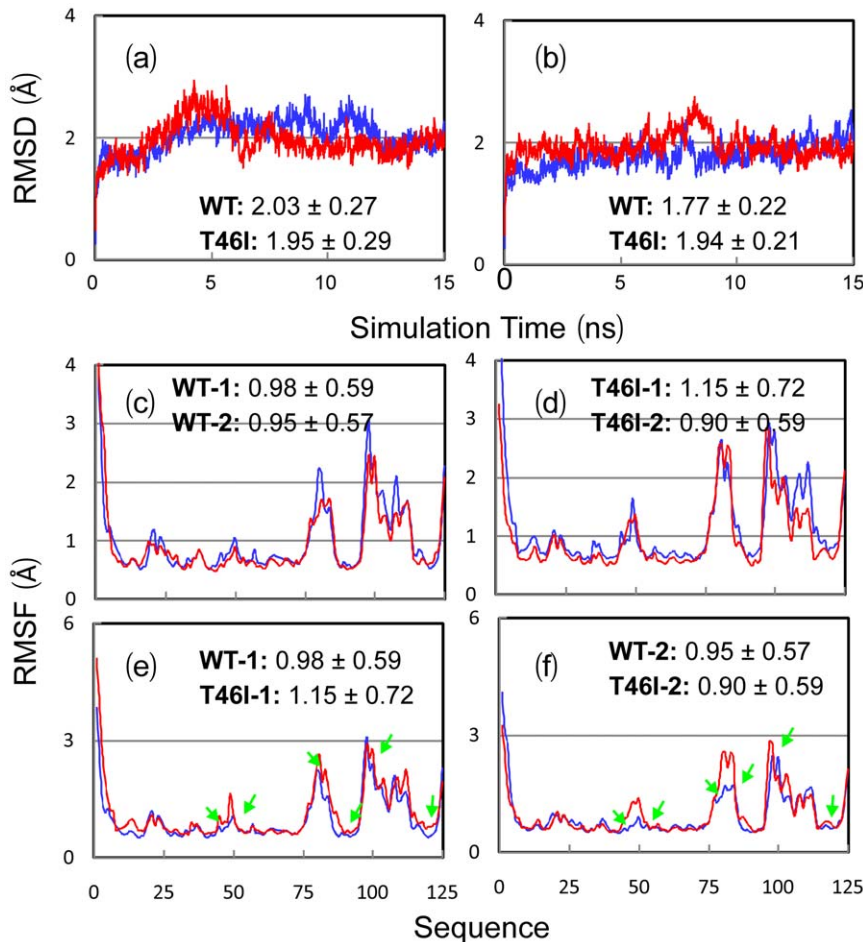 RMSD (Å)
4
2
0
(a)
WT: 2.03 ± 0.27
T46I: 1.95 ± 0.29
0
5
10
15
4
2
0
(b)
WT: 1.77 ± 0.22
T46I: 1.94 ± 0.21
0
5
10
15
Simulation Time (ns)
RMSF (Å)
4
3
2
1
0
(c)
WT-1: 0.98 ± 0.59
WT-2: 0.95 ± 0.57
4
3
2
1
0
(d)
T46I-1: 1.15 ± 0.72
T46I-2: 0.90 ± 0.59
6
3
0
(e)
WT-1: 0.98 ± 0.59
T46I-1: 1.15 ± 0.72
0
25
50
75
100
125
6
3
0
(f)
WT-2: 0.95 ± 0.57
T46I-2: 0.90 ± 0.59
0
25
50
75
100
125
Sequence